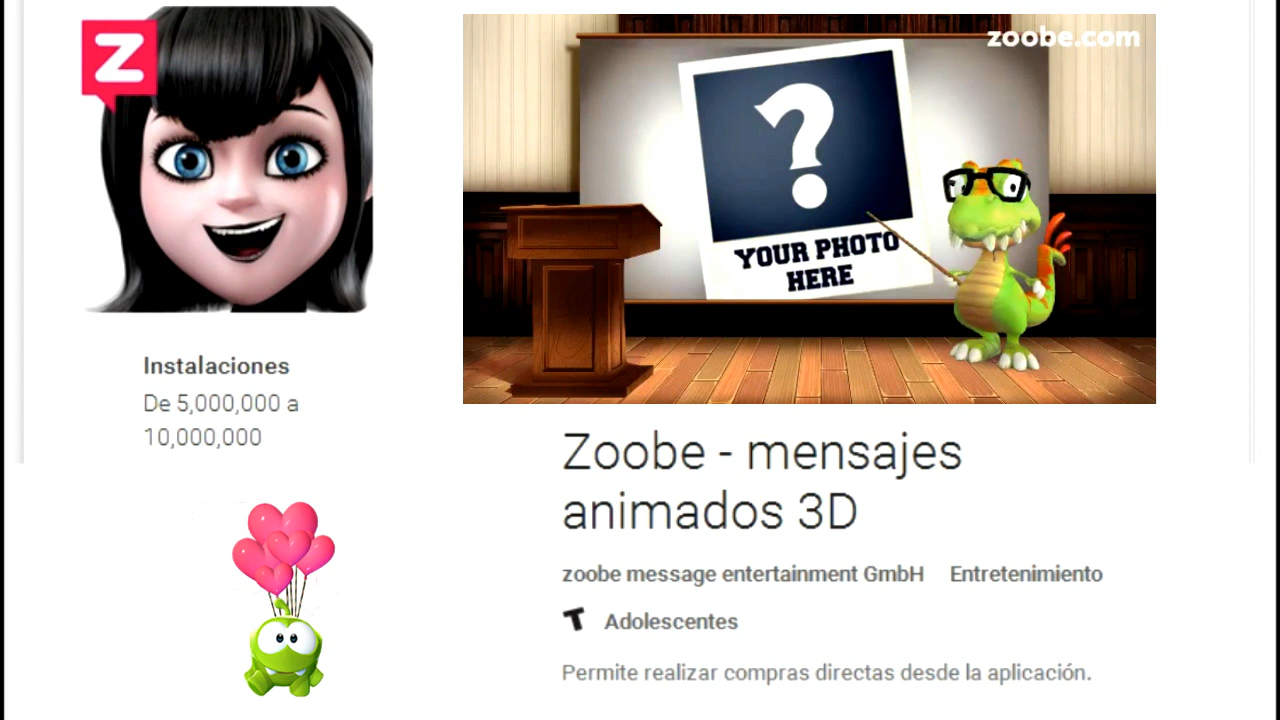 Z
zoobe.com
?
YOUR PHOTO
HERE
Instalaciones
De 5,000,000 a
10,000,000
Zoobe - mensajes
animados 3D
zoobe message entertainment GmbH Entretenimiento
T Adolescentes
Permite realizar compras directas desde la aplicación.